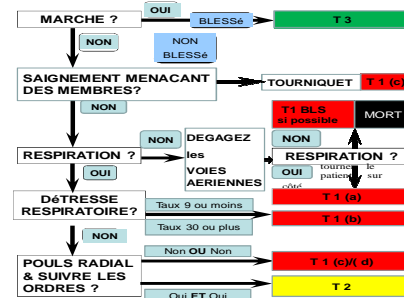 MARCHE ?
OUI
BLESSé
T 3
NON
NON
BLESSé
SAIGNEMENT MENACANT
DES MEMBRES?
TOURNIQUET
T 1 (c)
NON
T1 BLS
si possible
MORT
NON
DEGAGEZ
les
VOIES
AERIENNES
NON
RESPIRATION ?
RESPIRATION ?
OUI
OUI
tournez le
patient sur
côté
DéTRESSE
RESPIRATOIRE?
Taux 9 ou moins
T 1 (a)
Taux 30 ou plus
T 1 (b)
NON
Non OU Non
POULS RADIAL
& SUIVRE LES
ORDRES ?
T 1 (c)/( d)
T 2
Oui ET Oui